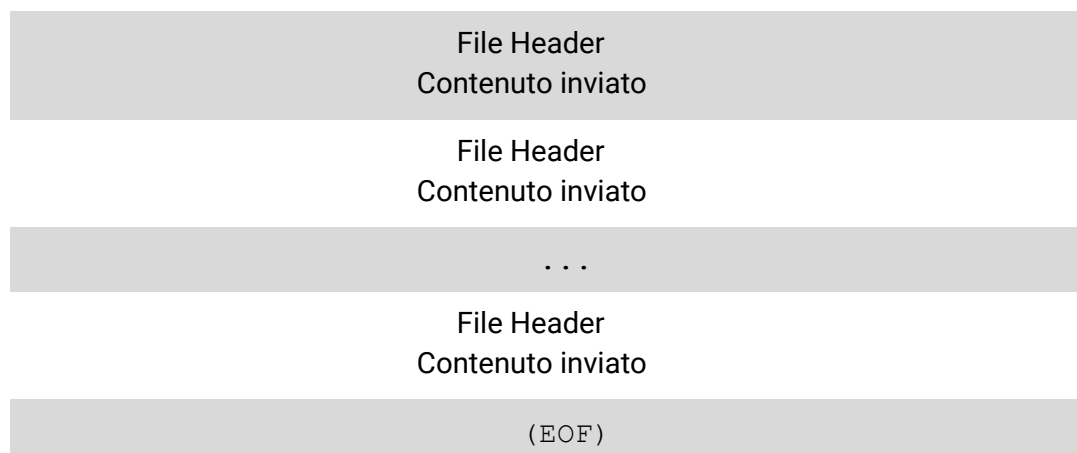 File Header
Contenuto inviato
File Header
Contenuto inviato
...
File Header
Contenuto inviato
(EOF)